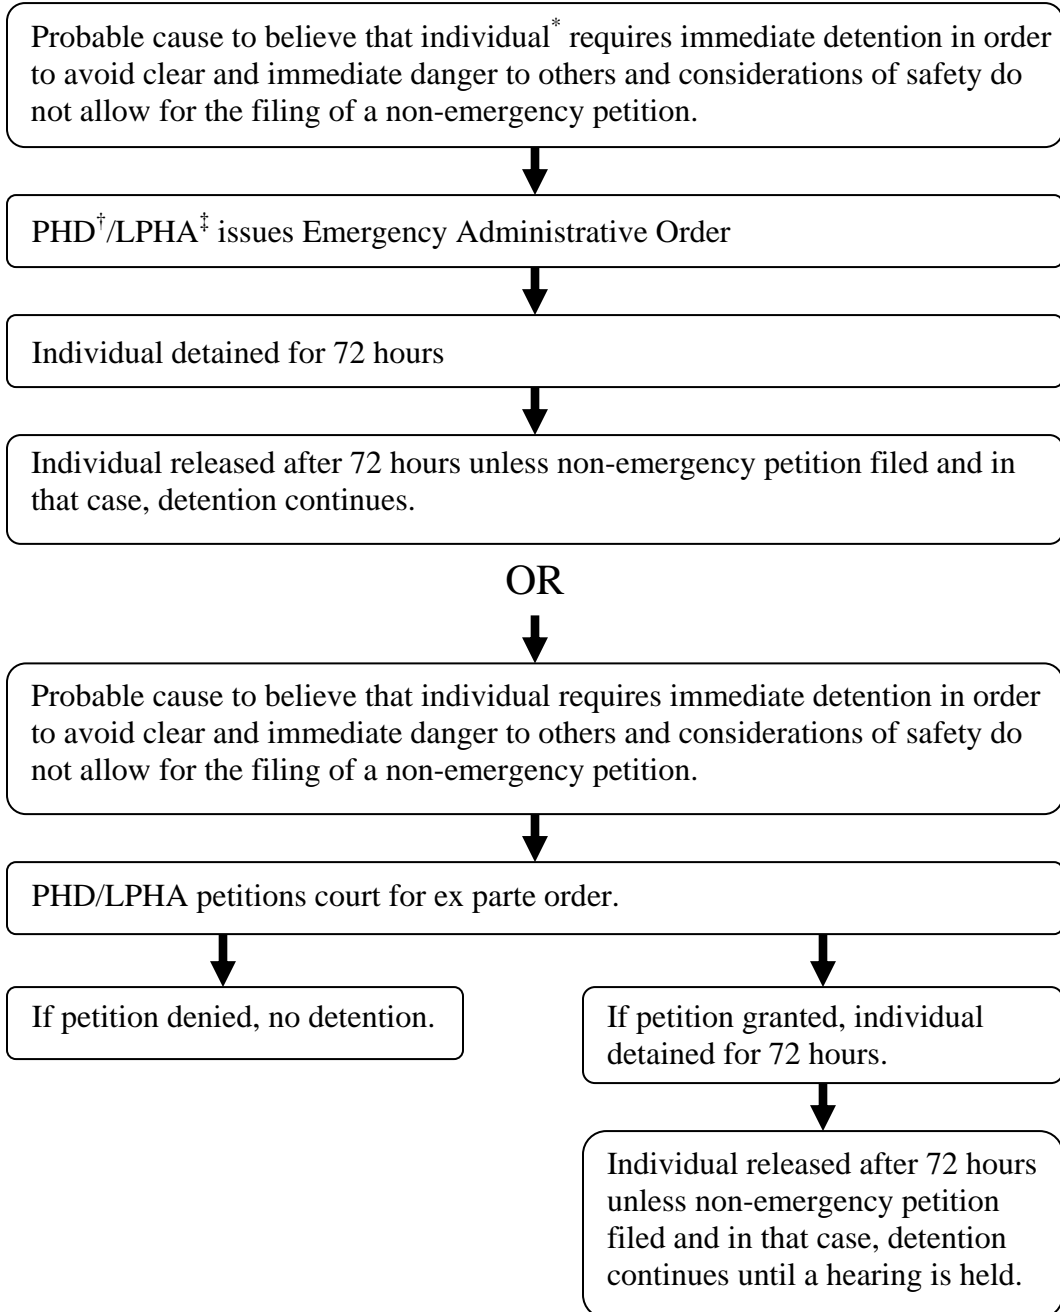 Probable cause to believe that individual* requires immediate detention in order
to avoid clear and immediate danger to others and considerations of safety do
not allow for the filing of a non-emergency petition.
PHD†/LPHA‡ issues Emergency Administrative Order
Individual detained for 72 hours
Individual released after 72 hours unless non-emergency petition filed and in
that case, detention continues.
OR
Probable cause to believe that individual requires immediate detention in order
to avoid clear and immediate danger to others and considerations of safety do
not allow for the filing of a non-emergency petition.
PHD/LPHA petitions court for ex parte order.
If petition denied, no detention.
If petition granted, individual
detained for 72 hours.
Individual released after 72 hours
unless non-emergency petition
filed and in that case, detention
continues until a hearing is held.